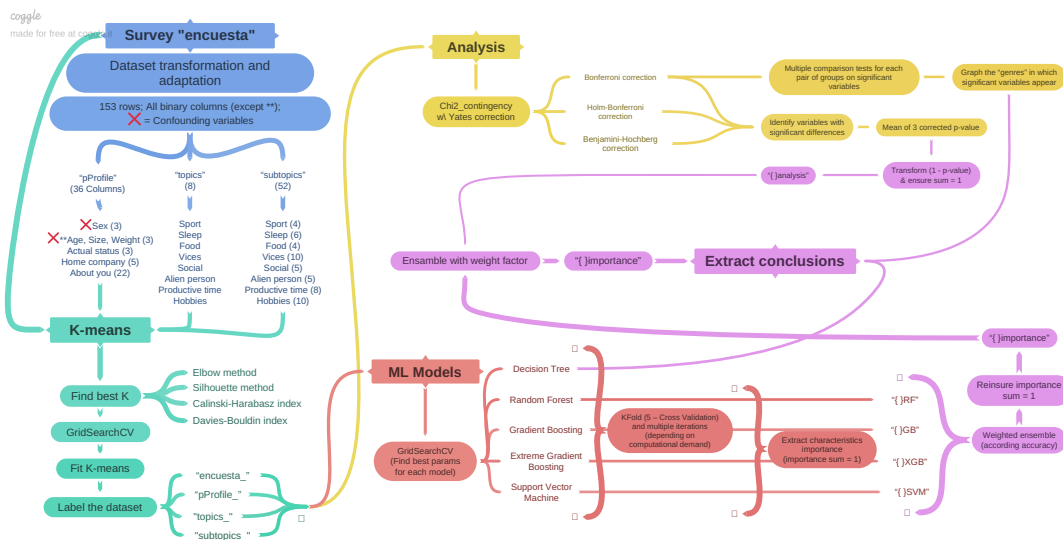 coggle
made for free at coggle.it
Survey "encuesta"
Dataset transformation and
adaptation
153 rows; All binary columns (except **);
= Confounding variables
"pProfile"
(36 Columns)
"topics"
(8)
"subtopics"
(52)
Sex (3)
**Age, Size, Weight (3)
Actual status (3)
Home company (5)
About you (22)
Sport
Sleep
Food
Vices
Social
Alien person
Productive time
Hobbies
Sport (4)
Sleep (6)
Food (4)
Vices (10)
Social (5)
Alien person (5)
Productive time (8)
Hobbies (10)
K-means
Find best K
Elbow method
Silhouette method
Calinski-Harabasz index
Davies-Bouldin index
GridSearchCV
Fit K-means
Label the dataset
"encuesta_"
"pProfile_"
"topics_"
"subtopics_"
Analysis
Chi2_contingency
w\ Yates correction
Bonferroni correction
Holm-Bonferroni
correction
Benjamini-Hochberg
correction
Multiple comparison tests for each
pair of groups on significant
variables
Graph the "genres" in which
significant variables appear
Identify variables with
significant differences
Mean of 3 corrected p-value
Transform (1 - p-value)
& ensure sum = 1
"{ }analysis"
Ensamble with weight factor
"{ }importance"
Extract conclusions
"{ }importance"
Reinsure importance
sum = 1
Weighted ensemble
(according accuracy)
ML Models
GridSearchCV
(Find best params
for each model)
Decision Tree
Random Forest
Gradient Boosting
Extreme Gradient
Boosting
Support Vector
Machine
KFold (5 – Cross Validation)
and multiple iterations
(depending on
computational demand)
Extract characteristics
importance
(importance sum = 1)
"{ }RF"
"{ }GB"
"{ }XGB"
"{ }SVM"